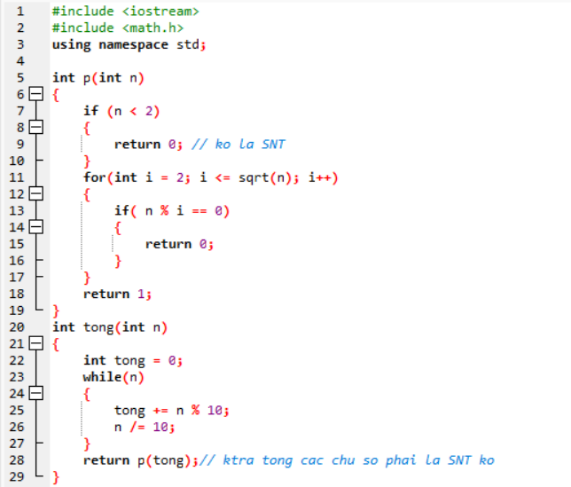 1 #include <iostream>
2 #include <math.h>
3 using namespace std;
4
5 int p(int n)
6 {
7 if (n < 2)
8 {
9 return 0; // ko la SNT
10 }
11 for(int i = 2; i <= sqrt(n); i++)
12 {
13 if( n % i == 0)
14 {
15 return 0;
16 }
17 }
18 return 1;
19 }
20 int tong(int n)
21 {
22 int tong = 0;
23 while(n)
24 {
25 tong += n % 10;
26 n /= 10;
27 }
28 return p(tong);// ktra tong cac chu so phai la SNT ko
29 }